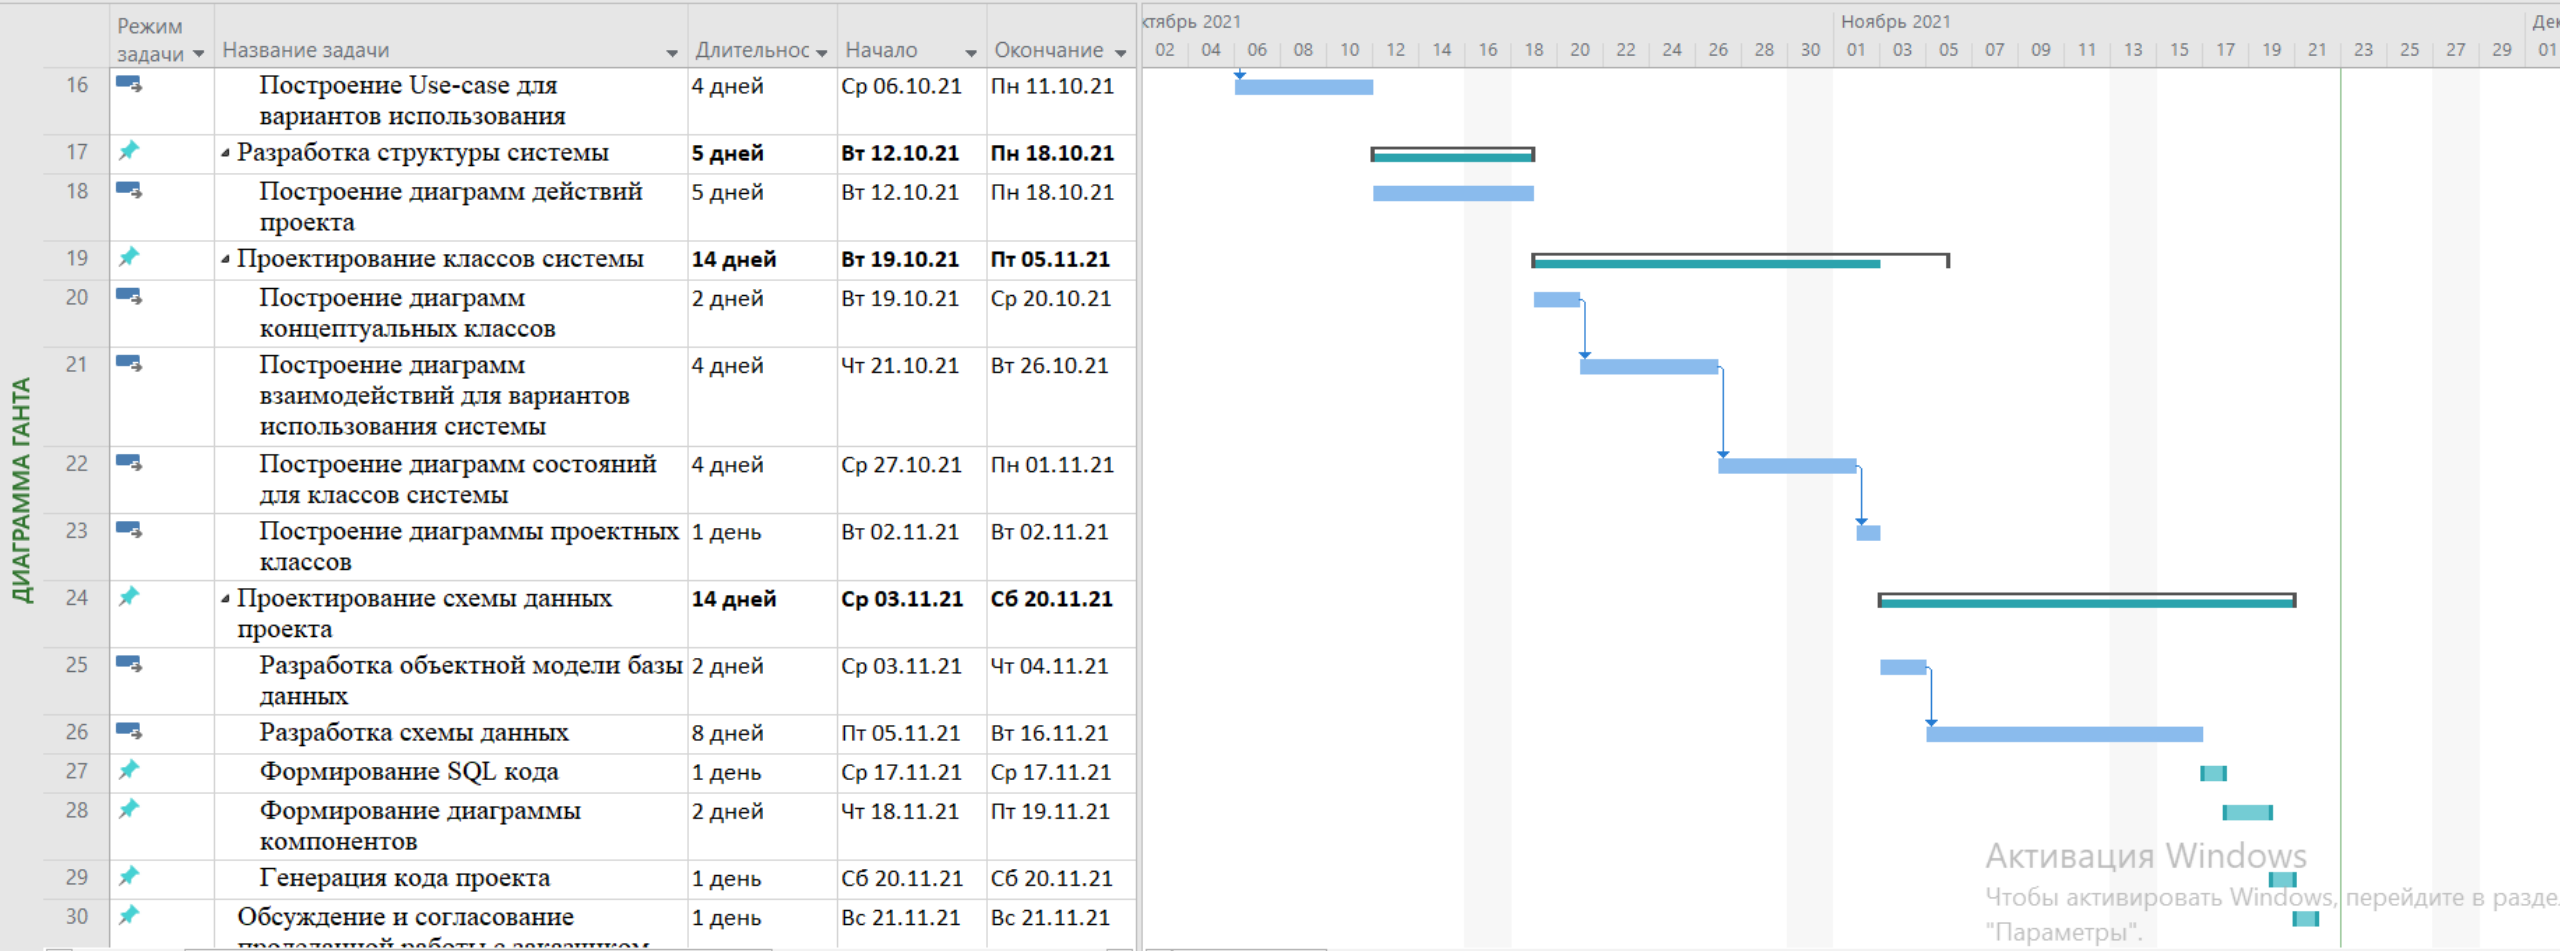 ДИАГРАММА ГАНТА
Режим
задачи
Название задачи
Длительнос
Начало
Окончание
16
Построение Use-case для
вариантов использования
4 дней
Ср 06.10.21
Пн 11.10.21
17
Разработка структуры системы
5 дней
Вт 12.10.21
Пн 18.10.21
18
Построение диаграмм действий
проекта
5 дней
Вт 12.10.21
Пн 18.10.21
19
Проектирование классов системы
14 дней
Вт 19.10.21
Пт 05.11.21
20
Построение диаграмм
концептуальных классов
2 дней
Вт 19.10.21
Ср 20.10.21
21
Построение диаграмм
взаимодействий для вариантов
использования системы
4 дней
Чт 21.10.21
Вт 26.10.21
22
Построение диаграмм состояний
для классов системы
4 дней
Ср 27.10.21
Пн 01.11.21
23
Построение диаграммы проектных
классов
1 день
Вт 02.11.21
Вт 02.11.21
24
Проектирование схемы данных
проекта
14 дней
Ср 03.11.21
Сб 20.11.21
25
Разработка объектной модели базы
данных
2 дней
Ср 03.11.21
Чт 04.11.21
26
Разработка схемы данных
8 дней
Пт 05.11.21
Вт 16.11.21
27
Формирование SQL кода
1 день
Ср 17.11.21
Ср 17.11.21
28
Формирование диаграммы
компонентов
2 дней
Чт 18.11.21
Пт 19.11.21
29
Генерация кода проекта
1 день
Сб 20.11.21
Сб 20.11.21
30
Обсуждение и согласование
проделанной работы с заказчиком
1 день
Вс 21.11.21
Вс 21.11.21
ктябрь 2021
Ноябрь 2021
Дек
02 04 06 08 10 12 14 16 18 20 22 24 26 28 30 01 03 05 07 09 11 13 15 17 19 21 23 25 27 29 01
Активация Windows
Чтобы активировать Windows, перейдите в разде
"Параметры".